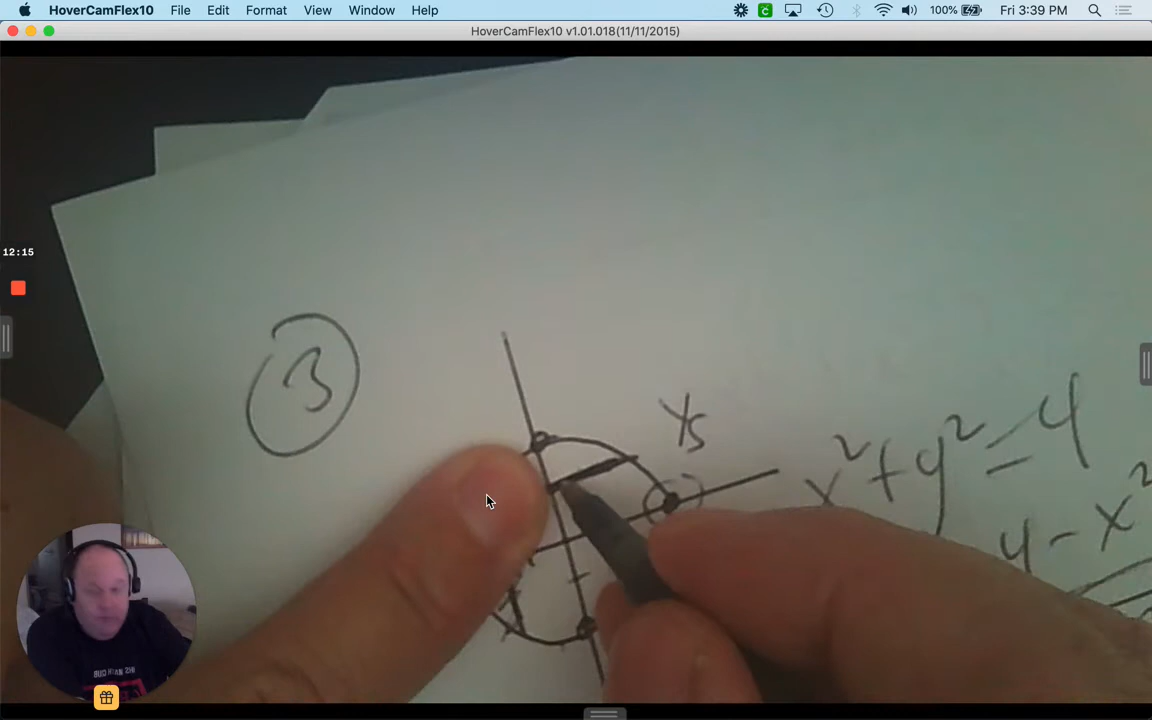 HoverCamFlex10 File Edit Format View Window Help 100% Fri 3:39 PM
HoverCamFlex10 v1.01.018(11/11/2015)
12:15
3
x²+y²=4
4-x²